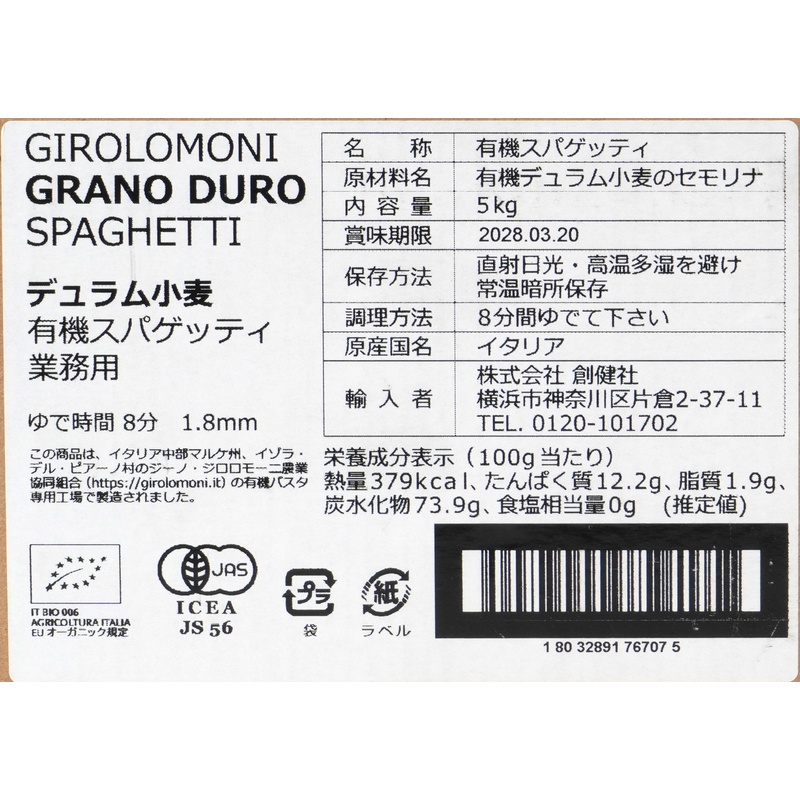 GIROLOMONI
GRANO DURO
SPAGHETTI
デュラム小麦
有機スパゲッティ
業務用
ゆで時間 8分 1.8mm
この商品は、イタリア中部マルケ州、イゾラ・
デル・ピアーノ村のジーノ・ジロロモーニ農業
協同組合 (https://girolomoni.it) の有機パスタ
専用工場で製造されました。
名称 有機スパゲッティ
原材料名 有機デュラム小麦のセモリナ
内容量 5kg
賞味期限 2028.03.20
保存方法 直射日光・高温多湿を避け
常温暗所保存
調理方法 8分間ゆでて下さい
原産国名 イタリア
輸入者 株式会社 創健社
横浜市神奈川区片倉2-37-11
TEL. 0120-101702
栄養成分表示（100g当たり）
熱量379kcal、たんぱく質12.2g、脂質1.9g、
炭水化物73.9g、食塩相当量0g （推定値）
IT BIO 006
AGRICOLTURA ITALIA
EU オーガニック規定
JAS
ICEA
JS 56
プラ
袋
紙
ラベル
1 80 32891 76707 5